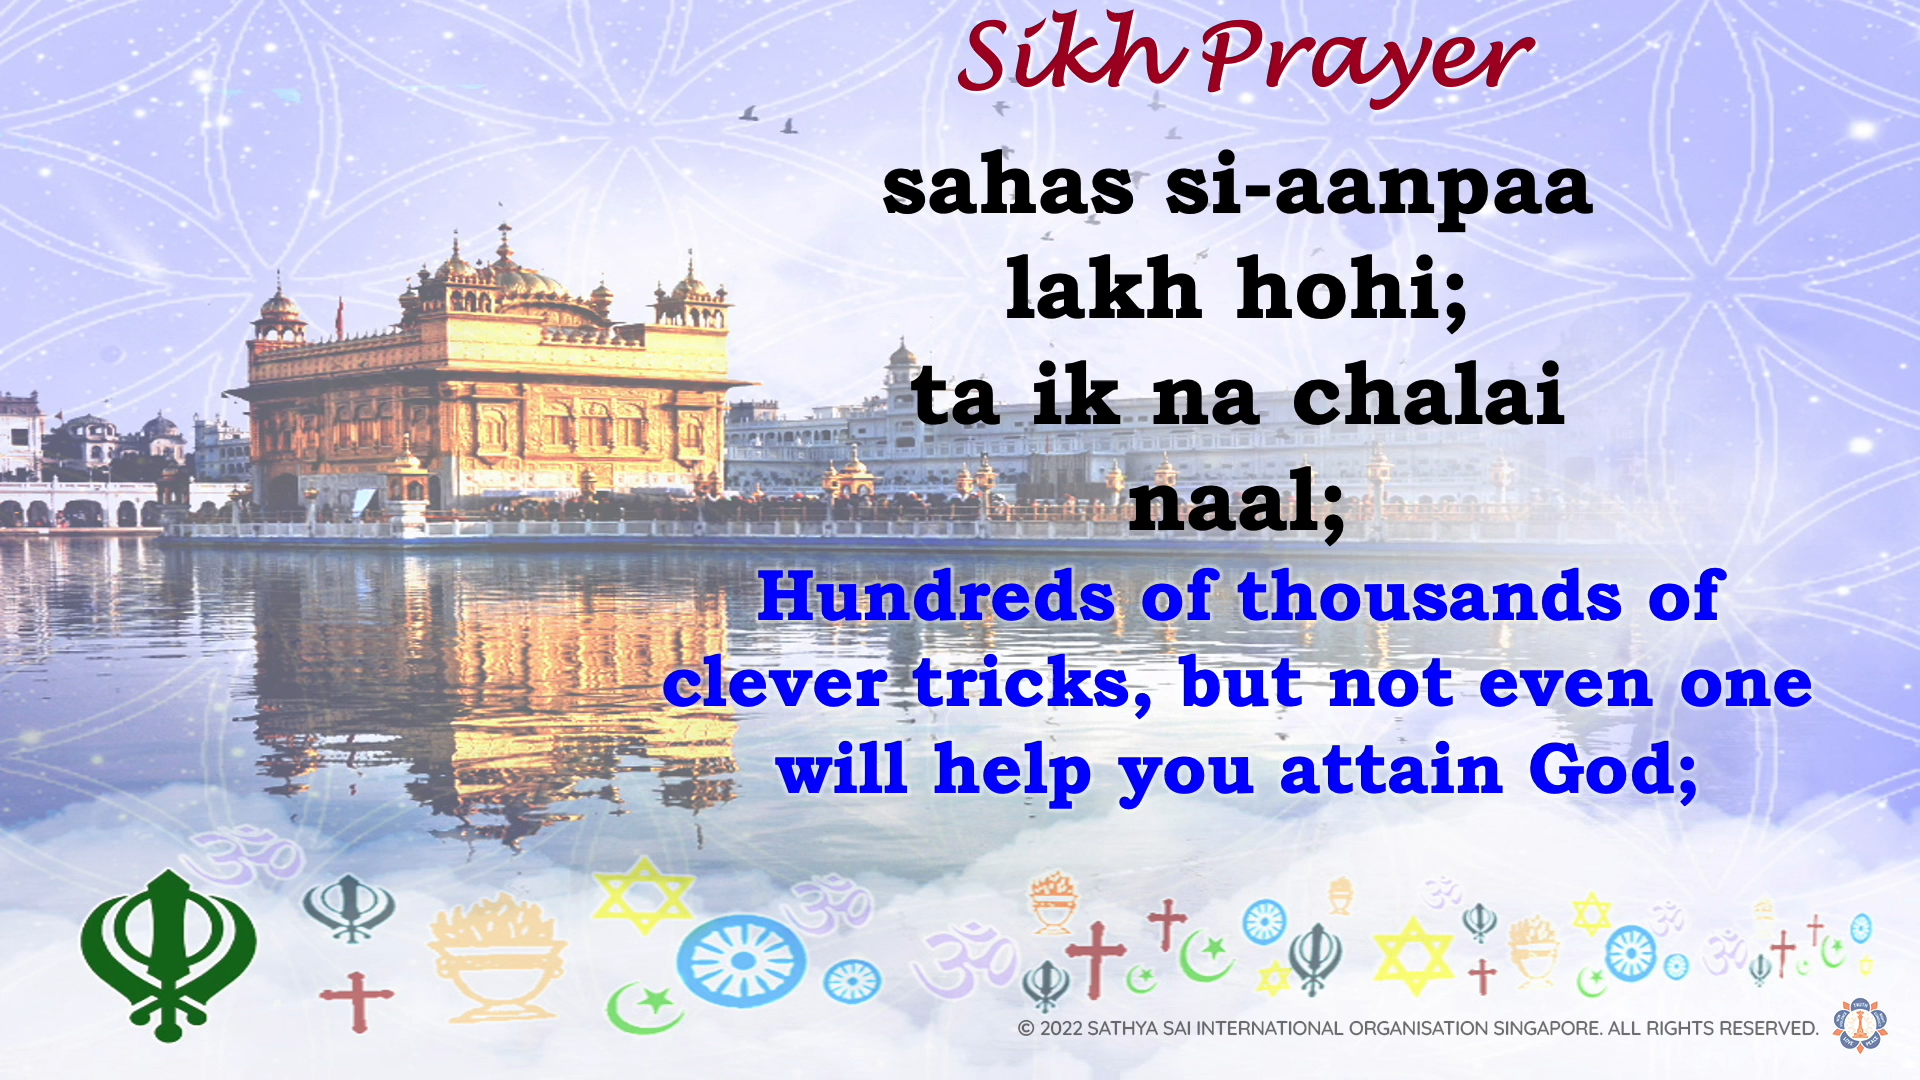 Sikh Prayer
sahas si-aanpaa
lakh hohi;
ta ik na chalai
naal;
Hundreds of thousands of
clever tricks, but not even one
will help you attain God;
© 2022 SATHYA SAI INTERNATIONAL ORGANISATION SINGAPORE. ALL RIGHTS RESERVED.